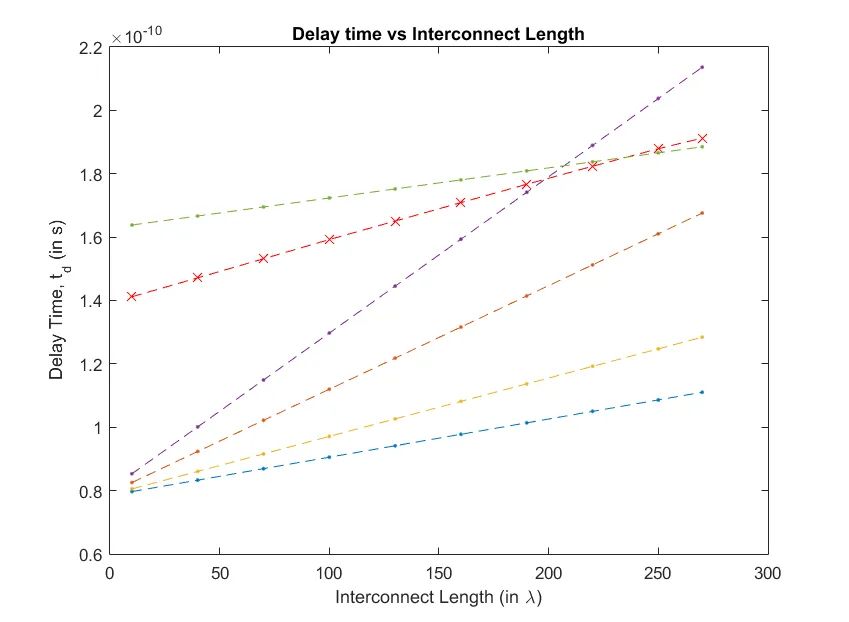 Delay time vs Interconnect Length
×10-10
2.2
2
1.8
1.6
1.4
1.2
1
0.8
0.6
Delay Time, td (in s)
0 50 100 150 200 250 300
Interconnect Length (in λ)